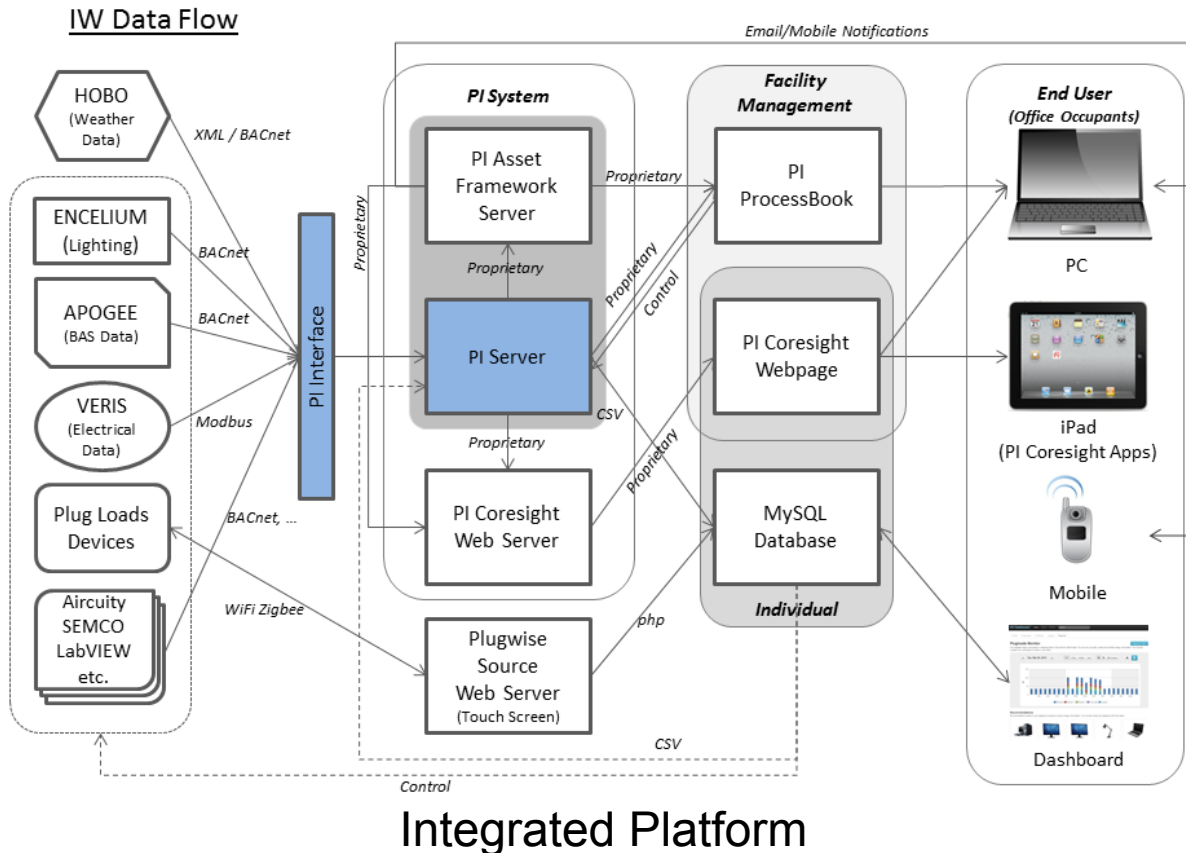 IW Data Flow
Email/Mobile Notifications
HOBO
(Weather
Data)
XML / BACnet
ENCELIUM
(Lighting)
BACnet
APOGEE
(BAS Data)
BACnet
VERIS
(Electrical
Data)
Modbus
Plug Loads
Devices
BACnet, ...
WiFi Zigbee
Aircuity
SEMCO
LabVIEW
etc.
PI Interface
PI System
PI Asset
Framework
Server
Proprietary
Proprietary
Proprietary
PI Server
Proprietary
Control
Proprietary
CSV
PI Coresight
Web Server
Proprietary
Plugwise
Source
Web Server
(Touch Screen)
php
CSV
Control
Facility
Management
PI
ProcessBook
PI Coresight
Webpage
MySQL
Database
Individual
End User
(Office Occupants)
PC
iPad
(PI Coresight Apps)
Mobile
Dashboard
Integrated Platform